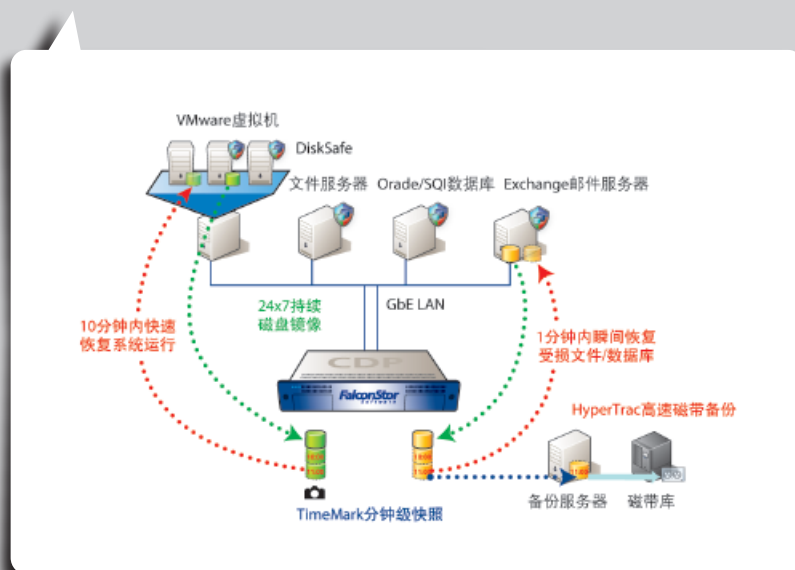 VMware虚拟机
DiskSafe
文件服务器
Orade/SQI数据库
Exchange邮件服务器
24x7持续
磁盘镜像
GbE LAN
10分钟内快速
恢复系统运行
1分钟内瞬间恢复
受损文件/数据库
CDP
FalconStor
SOFTWARE
HyperTrac高速磁带备份
TimeMark分钟级快照
备份服务器
磁带库